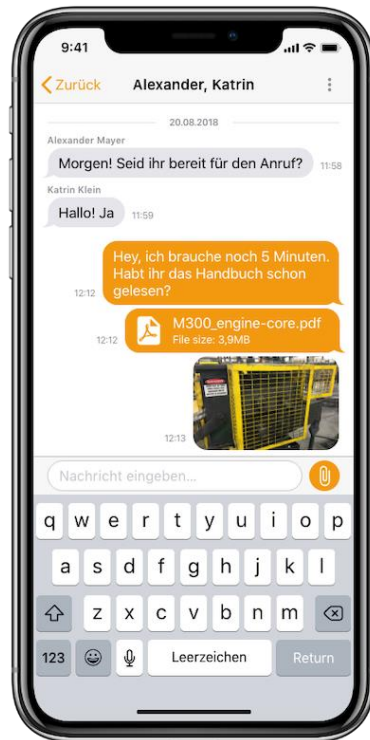 9:41
Zurück
Alexander, Katrin
20.08.2018
Alexander Mayer
Morgen! Seid ihr bereit für den Anruf?
11:58
Katrin Klein
Hallo! Ja
11:59
Hey, ich brauche noch 5 Minuten.
Habt ihr das Handbuch schon
gelesen?
12:12
M300_engine-core.pdf
File size: 3,9MB
12:12
12:13
Nachricht eingeben...
q w e r t y u i o p
a s d f g h j k l
z x c v b n m
123
Leerzeichen
Return